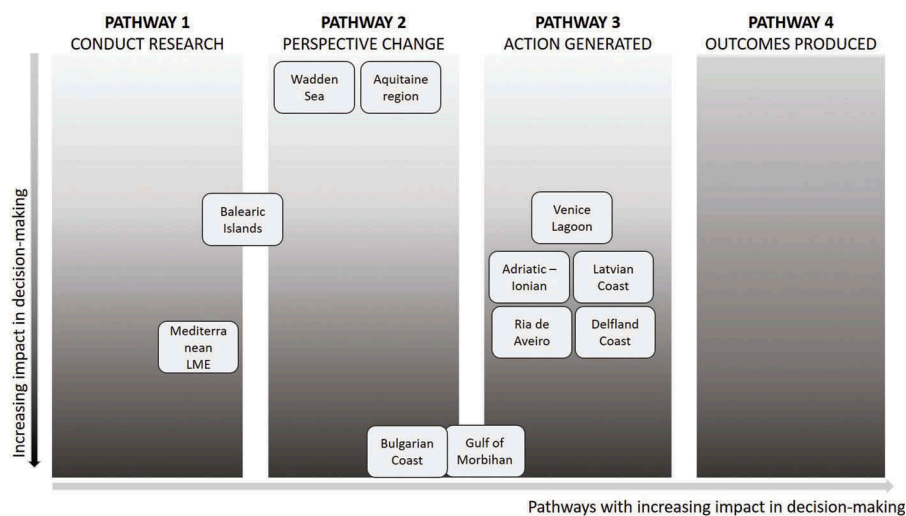 PATHWAY 1
CONDUCT RESEARCH
PATHWAY 2
PERSPECTIVE CHANGE
PATHWAY 3
ACTION GENERATED
PATHWAY 4
OUTCOMES PRODUCED
Increasing impact in decision-making
Wadden
Sea
Aquitaine
region
Balearic
Islands
Venice
Lagoon
Adriatic –
Ionian
Latvian
Coast
Mediterra
nean
LME
Ria de
Aveiro
Delfland
Coast
Bulgarian
Coast
Gulf of
Morbihan
Pathways with increasing impact in decision-making